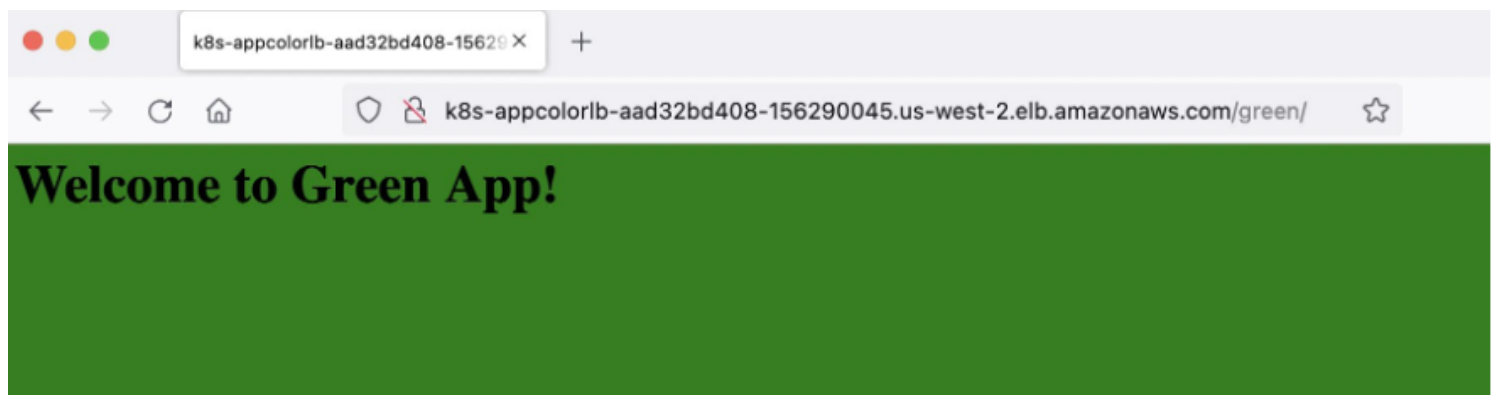 k8s-appcolorlb-aad32bd408-15629
k8s-appcolorlb-aad32bd408-156290045.us-west-2.elb.amazonaws.com/green/
Welcome to Green App!